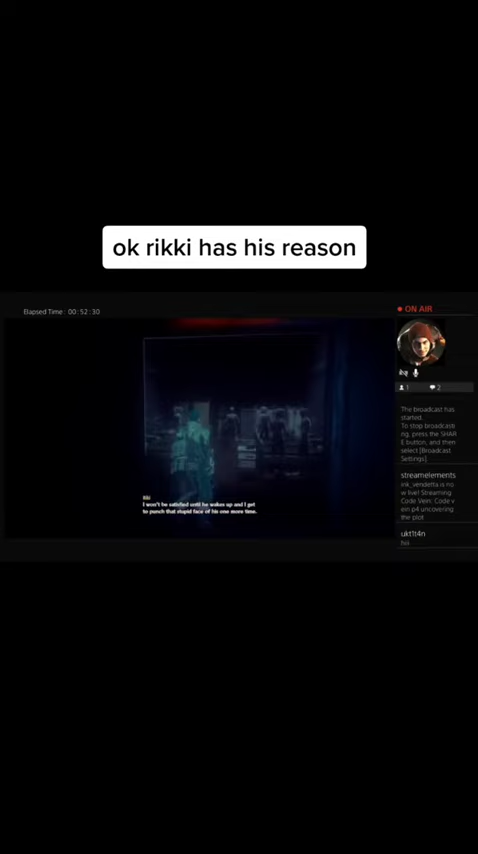 ok rikki has his reason
Elapsed Time : 00:52:30
ON AIR
1
2
The broadcast has
started.
To stop broadcasti
ng, press the SHAR
E button, and then
select [Broadcast
Settings].
streamelements
ink_vendetta is no
w live! Streaming
Code Vein: Code v
ein p4 uncovering
the plot
ukt1t4n
hiii
I won't be satisfied until he wakes up and I get
to punch that stupid face of his one more time.